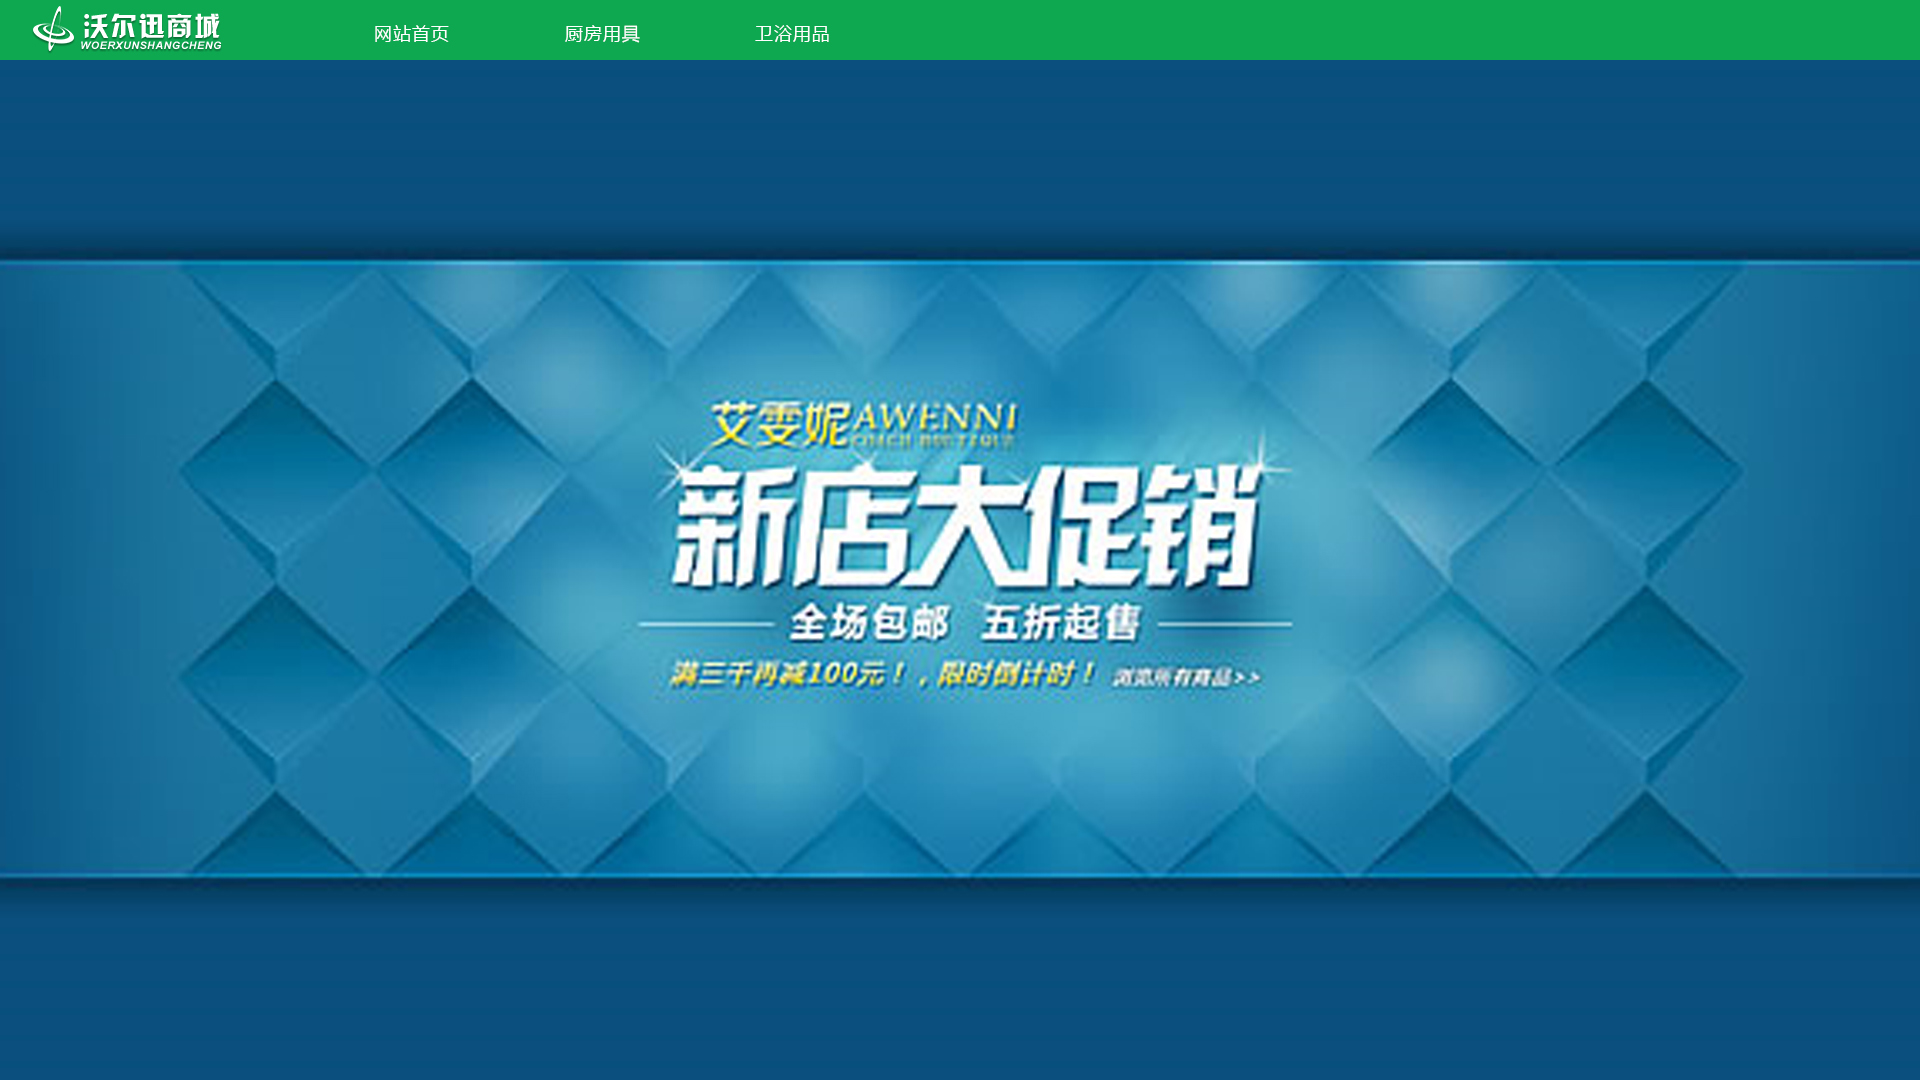 沃尔迅商城
WOERXUNSHANGCHENG
网站首页 厨房用具 卫浴用品
艾雯妮AWENNI
新店大促销
全场包邮 五折起售
满三千再减100元！，限时倒计时！ 浏览所有商品>>